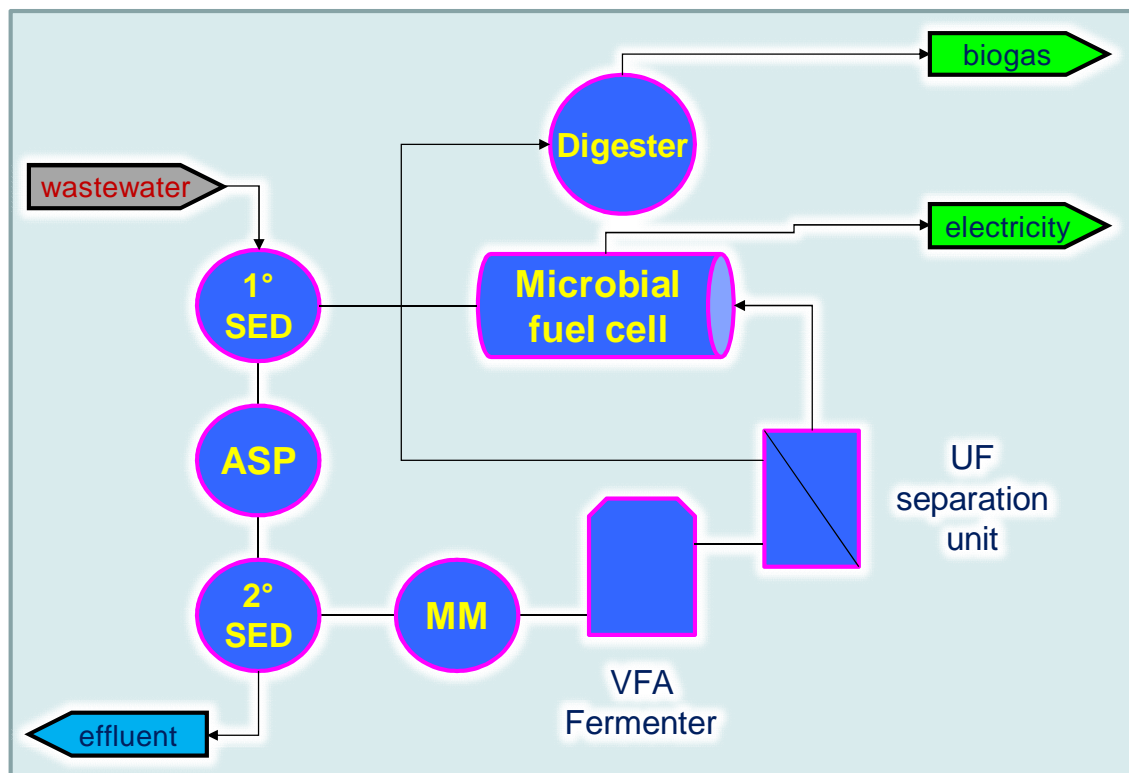 biogas
Digester
wastewater
electricity
1°
SED
Microbial
fuel cell
ASP
UF
separation
unit
2°
SED
MM
VFA
Fermenter
effluent